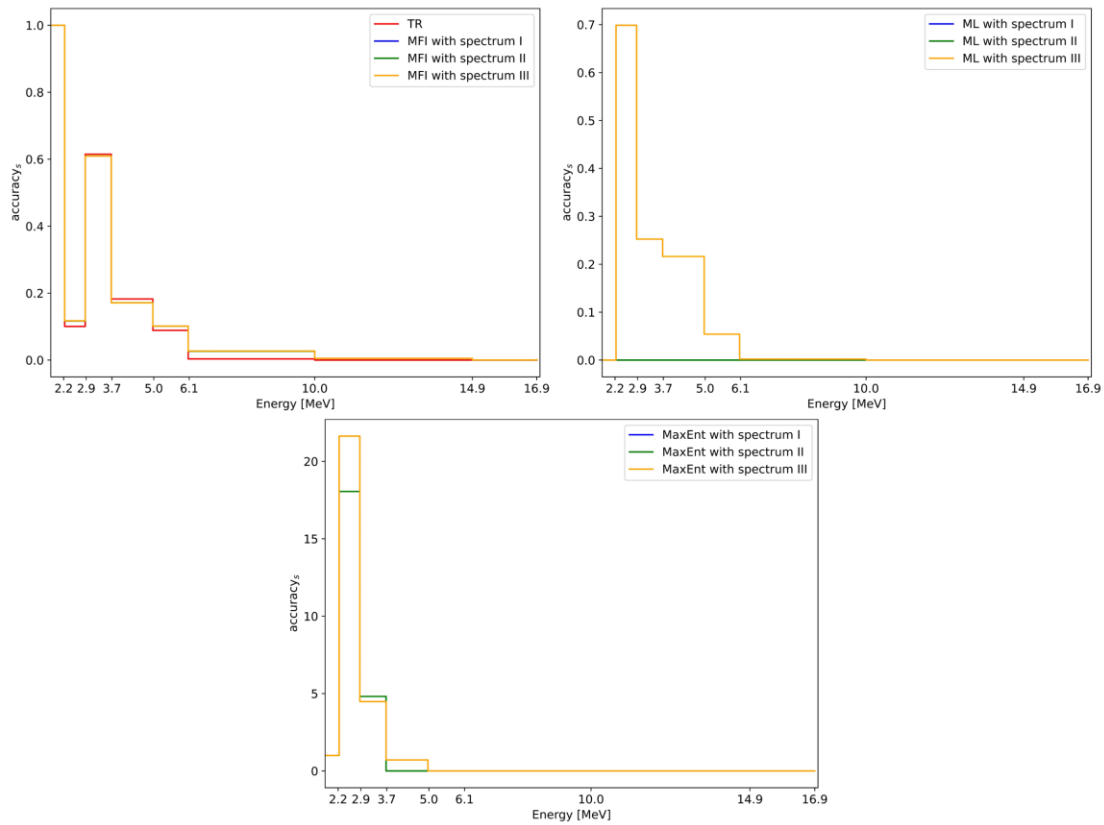 1.0
0.8
0.6
0.4
0.2
0.0
accuracy_s
TR
MFI with spectrum I
MFI with spectrum II
MFI with spectrum III
2.2 2.9 3.7 5.0 6.1 10.0 14.9 16.9
Energy [MeV]
0.7
0.6
0.5
0.4
0.3
0.2
0.1
0.0
accuracy_s
ML with spectrum I
ML with spectrum II
ML with spectrum III
2.2 2.9 3.7 5.0 6.1 10.0 14.9 16.9
Energy [MeV]
20
15
10
5
0
accuracy_s
MaxEnt with spectrum I
MaxEnt with spectrum II
MaxEnt with spectrum III
2.2 2.9 3.7 5.0 6.1 10.0 14.9 16.9
Energy [MeV]